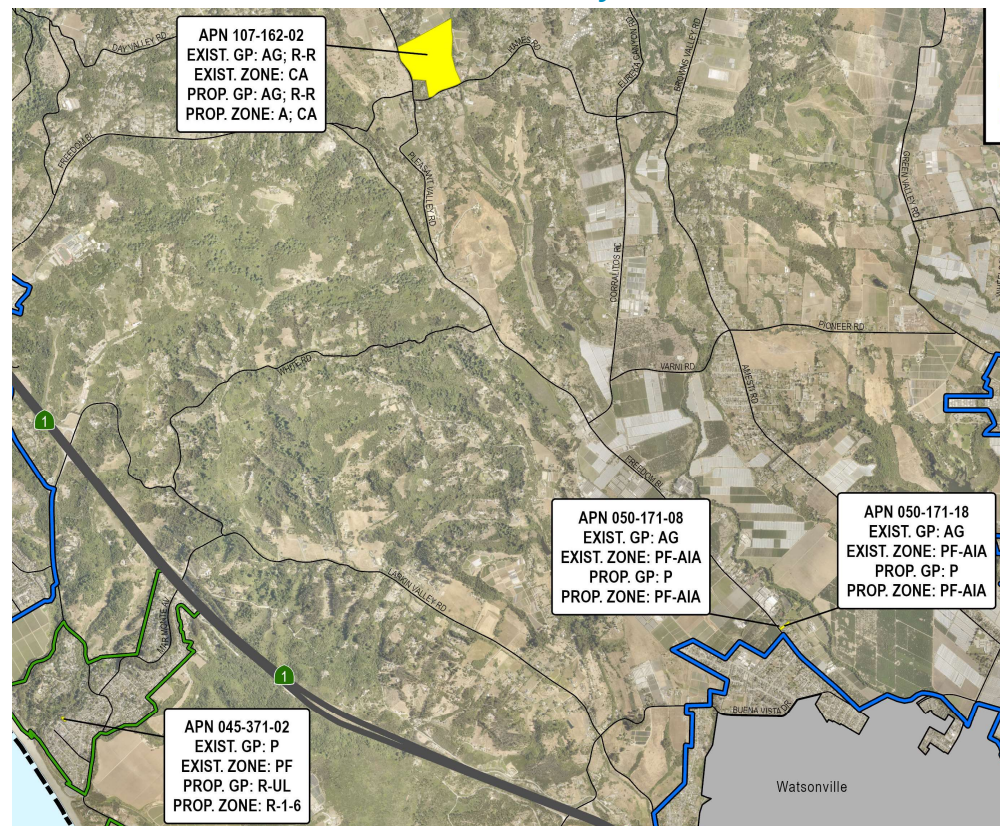 APN 107-162-02
EXIST. GP: AG; R-R
EXIST. ZONE: CA
PROP. GP: AG; R-R
PROP. ZONE: A; CA
DAY VALLEY RD
HAMES RD
EUREKA CANYON
BROWNS VALLEY RD
FREEDOM BL
PLEASANT VALLEY RD
GREEN VALLEY RD
CORRALITOS RD
PIONEER RD
WHITE RD
VARNI RD
AMESTI RD
1
FREEDOM BL
APN 050-171-08
EXIST. GP: AG
EXIST. ZONE: PF-AIA
PROP. GP: P
PROP. ZONE: PF-AIA
APN 050-171-18
EXIST. GP: AG
EXIST. ZONE: PF-AIA
PROP. GP: P
PROP. ZONE: PF-AIA
LARKIN VALLEY RD
MAR MONTE AV
1
BUENA VISTA DR
APN 045-371-02
EXIST. GP: P
EXIST. ZONE: PF
PROP. GP: R-UL
PROP. ZONE: R-1-6
Watsonville